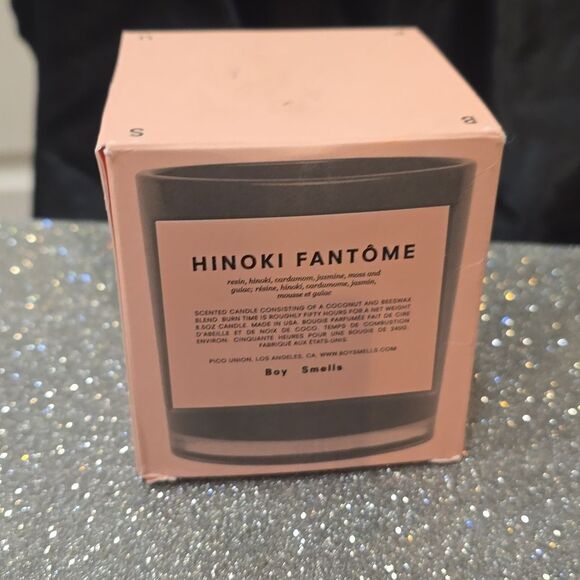 H
S
B
HINOKI FANTÔME
resin, hinoki, cardamom, jasmine, moss and
guiac; résine, hinoki, cardamome, jasmin,
mousse et guiac
SCENTED CANDLE CONSISTING OF A COCONUT AND BEESWAX
BLEND. BURN TIME IS ROUGHLY FIFTY HOURS FOR A NET WEIGHT
8.5OZ CANDLE. MADE IN USA. BOUGIE PARFUMÉE FAIT DE CIRE
D'ABEILLE ET DE NOIX DE COCO. TEMPS DE COMBUSTION
ENVIRON. CINQUANTE HEURES POUR UNE BOUGIE DE 240G.
FABRIQUÉ AUX ÉTATS-UNIS.
PICO UNION, LOS ANGELES, CA. WWW.BOYSMELLS.COM
Boy Smells